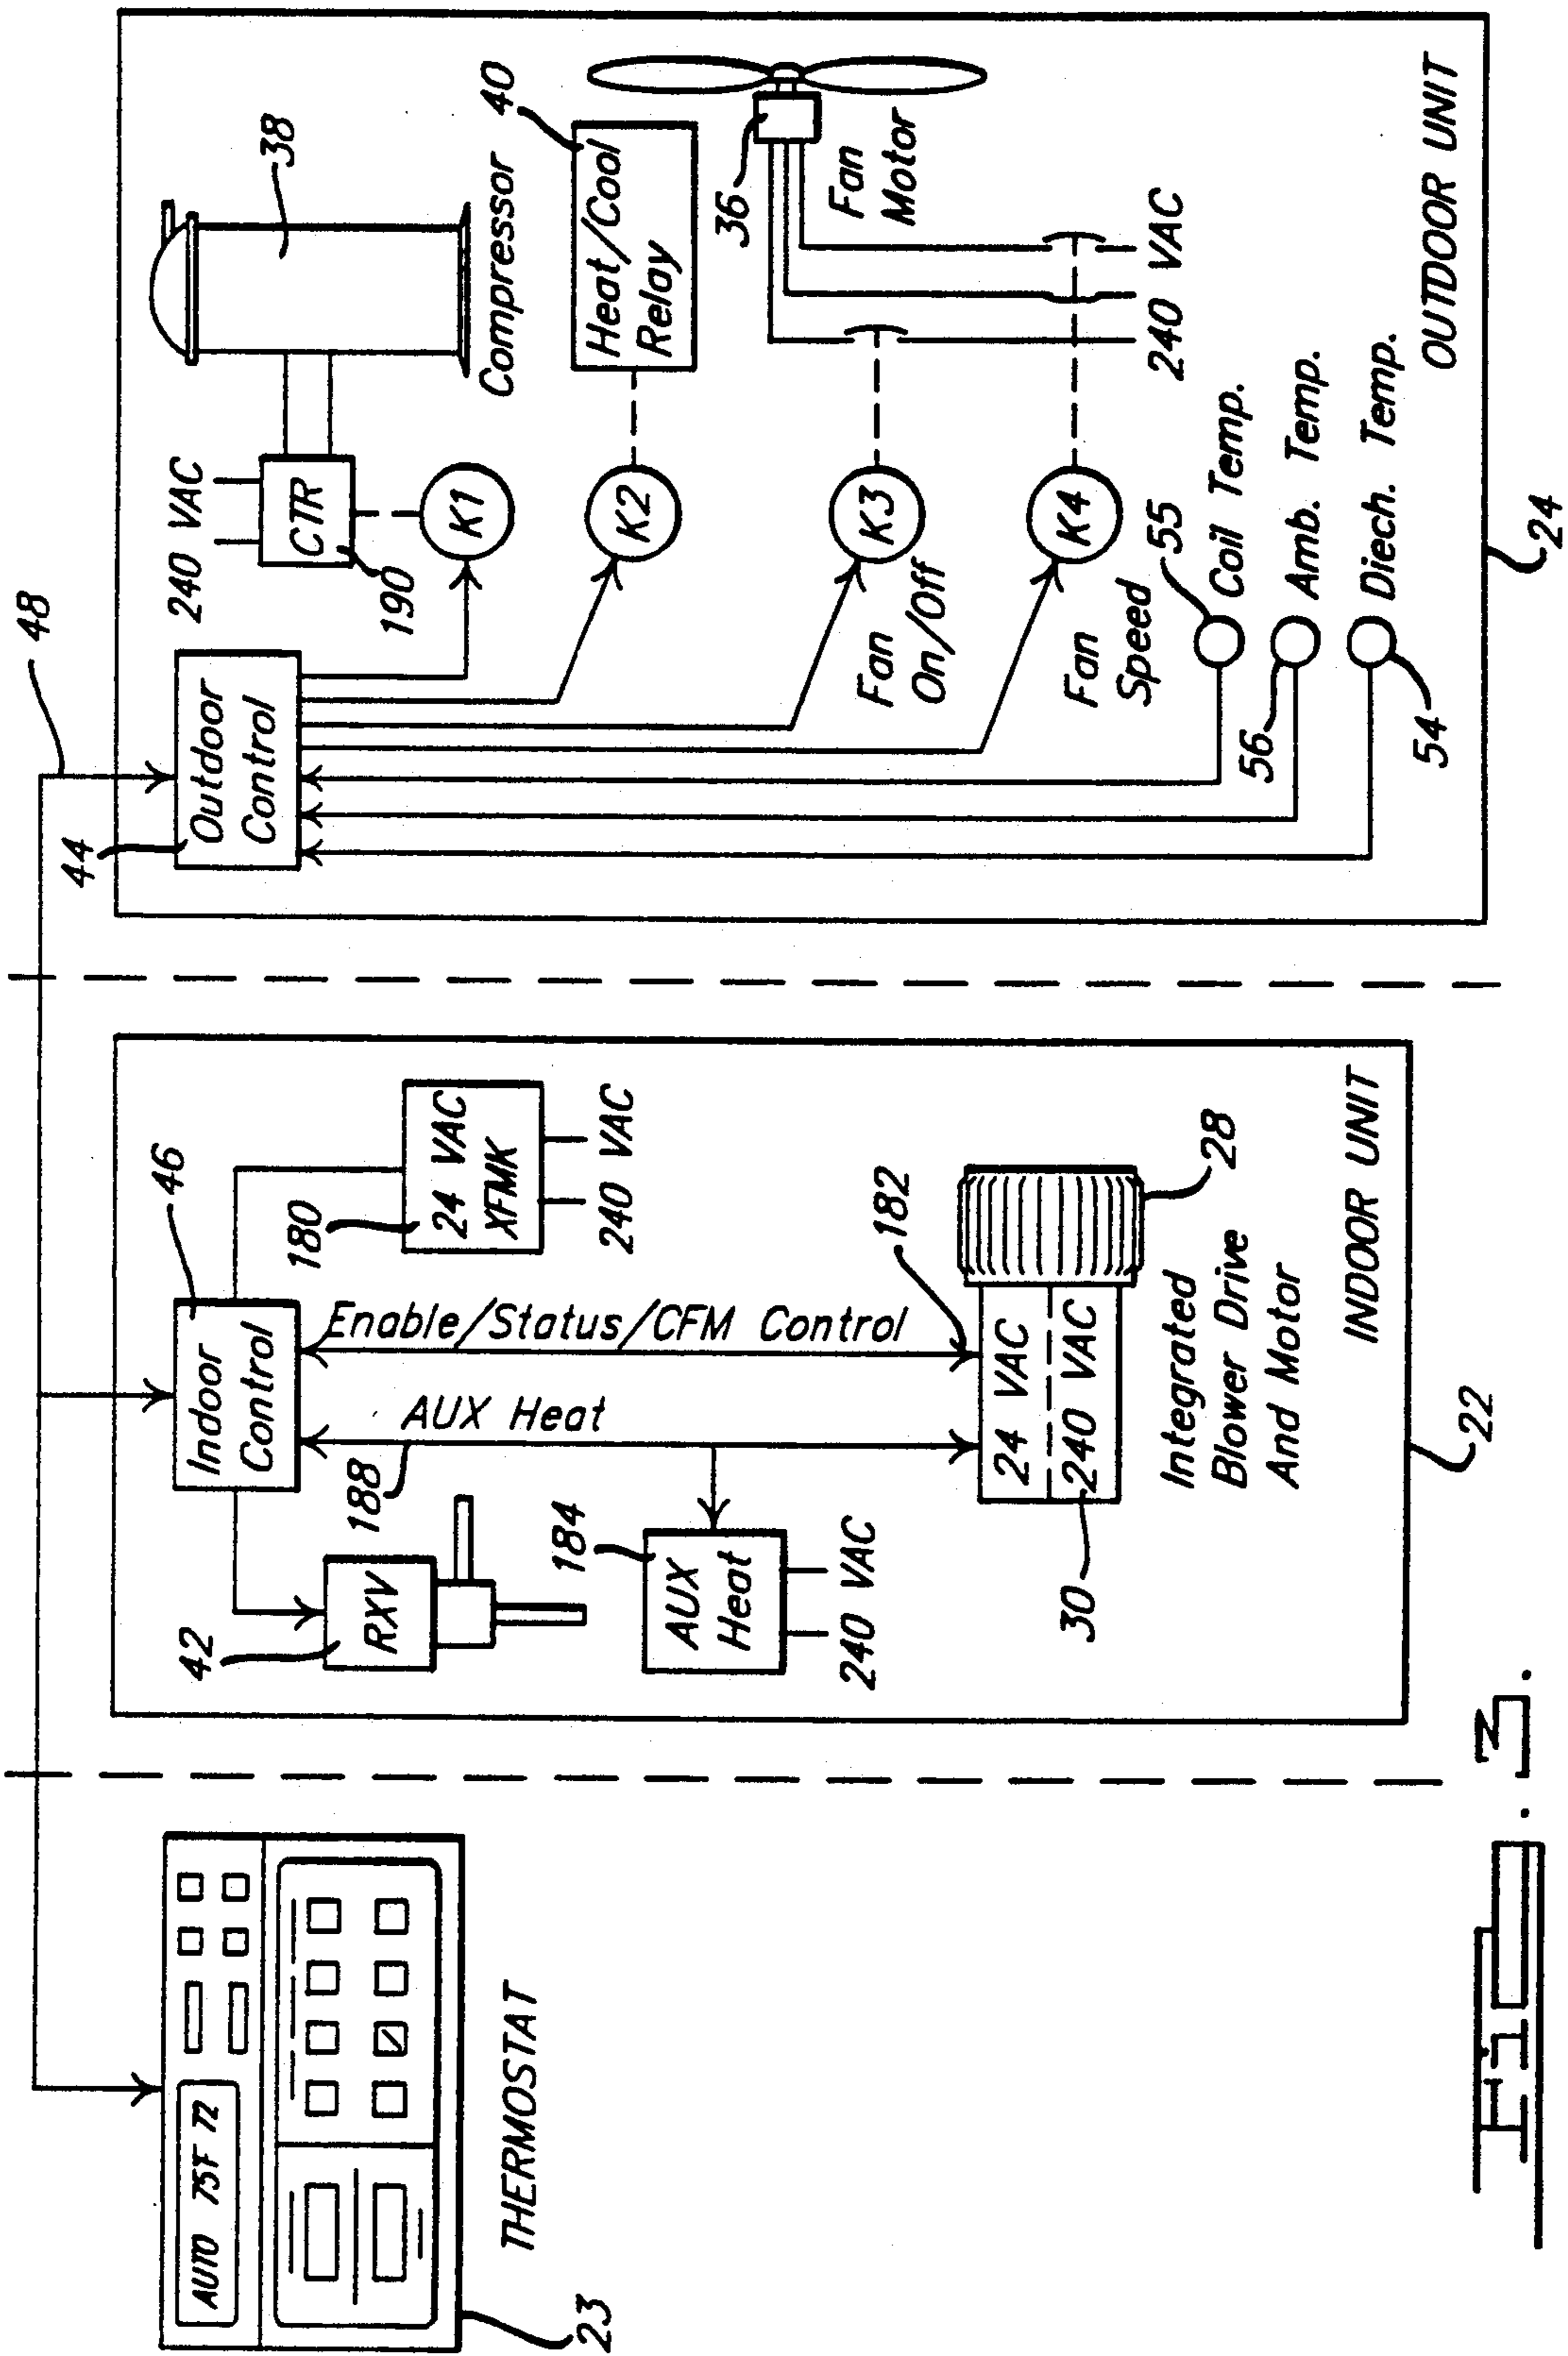 AUTO 75F 72
THERMOSTAT
23
48
46
Indoor
Control
180
24 VAC
XFMK
240 VAC
42
RXV
188
AUX Heat
Enable/Status/CFM Control
182
184
AUX
Heat
240 VAC
24 VAC
240 VAC
30
28
Integrated
Blower Drive
And Motor
INDOOR UNIT
22
44
Outdoor
Control
240 VAC
CTR
190
38
Compressor
K1
K2
40
Heat/Cool
Relay
K3
Fan
On/Off
36
Fan
Motor
K4
Fan
Speed
240 VAC
55
Coil Temp.
56
Amb. Temp.
54
Diech. Temp.
OUTDOOR UNIT
24
Fig. 3.